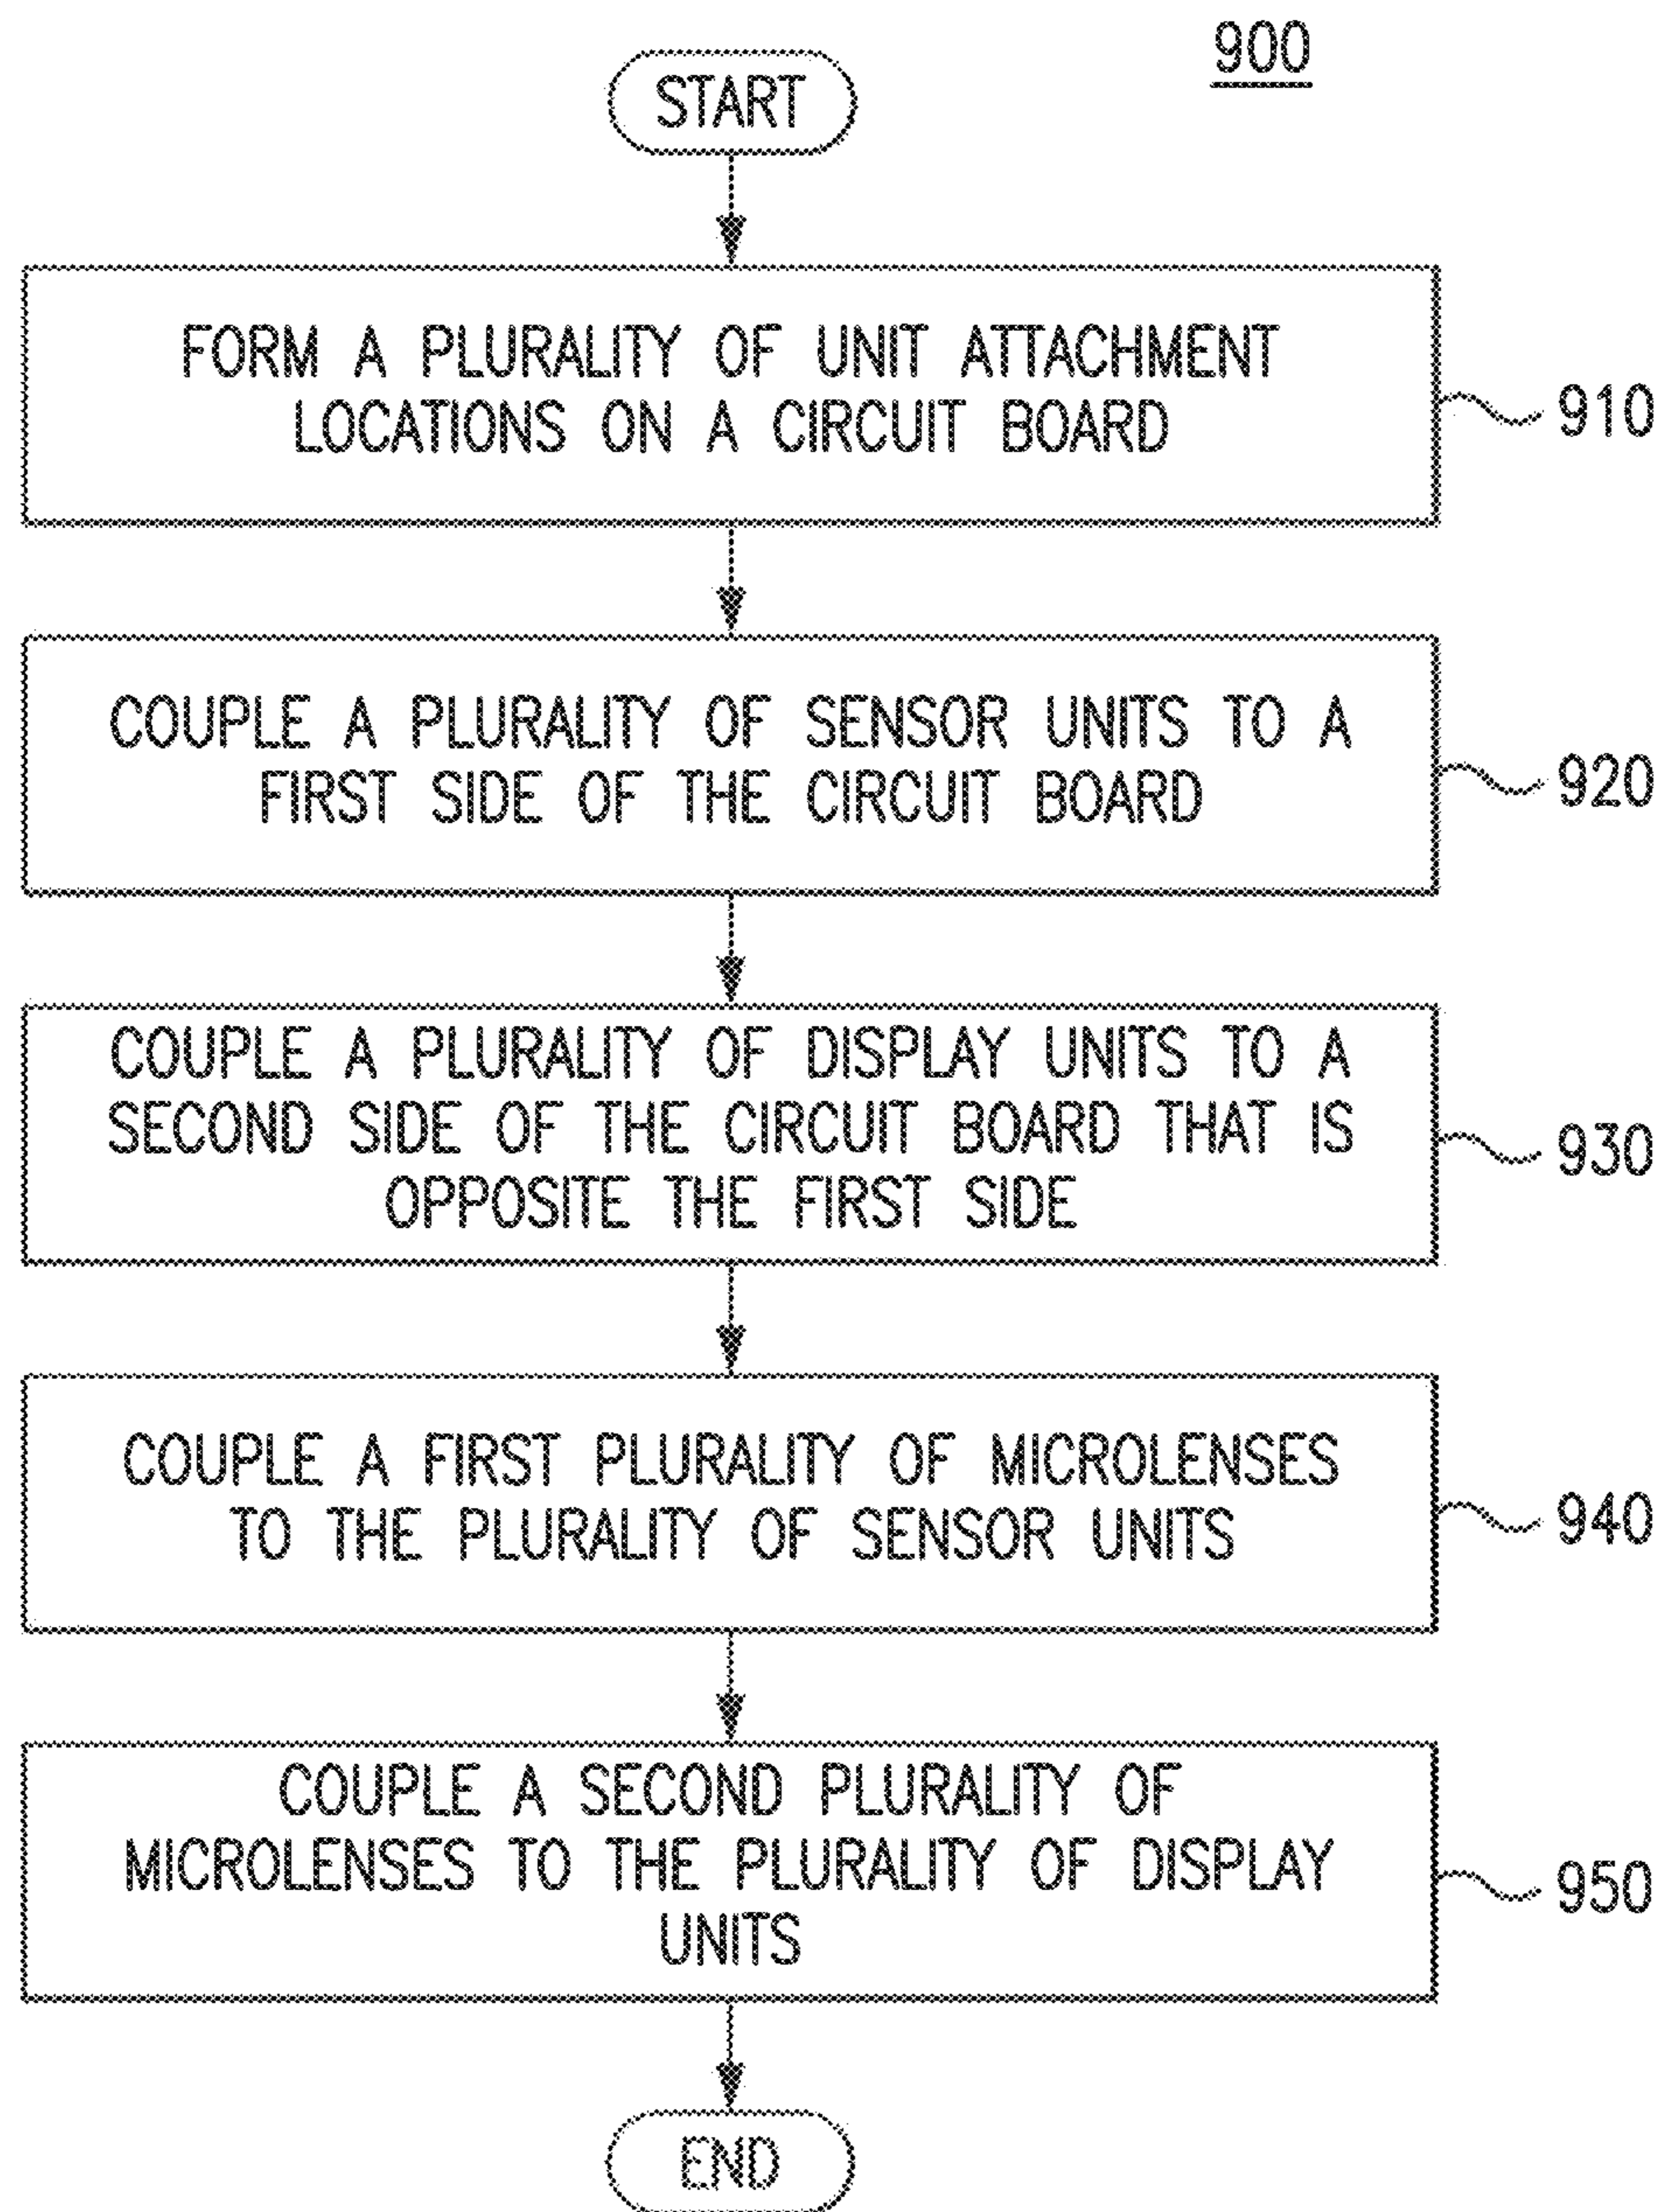 900
START
FORM A PLURALITY OF UNIT ATTACHMENT
LOCATIONS ON A CIRCUIT BOARD
910
COUPLE A PLURALITY OF SENSOR UNITS TO A
FIRST SIDE OF THE CIRCUIT BOARD
920
COUPLE A PLURALITY OF DISPLAY UNITS TO A
SECOND SIDE OF THE CIRCUIT BOARD THAT IS
OPPOSITE THE FIRST SIDE
930
COUPLE A FIRST PLURALITY OF MICROLENSES
TO THE PLURALITY OF SENSOR UNITS
940
COUPLE A SECOND PLURALITY OF
MICROLENSES TO THE PLURALITY OF DISPLAY
UNITS
950
END